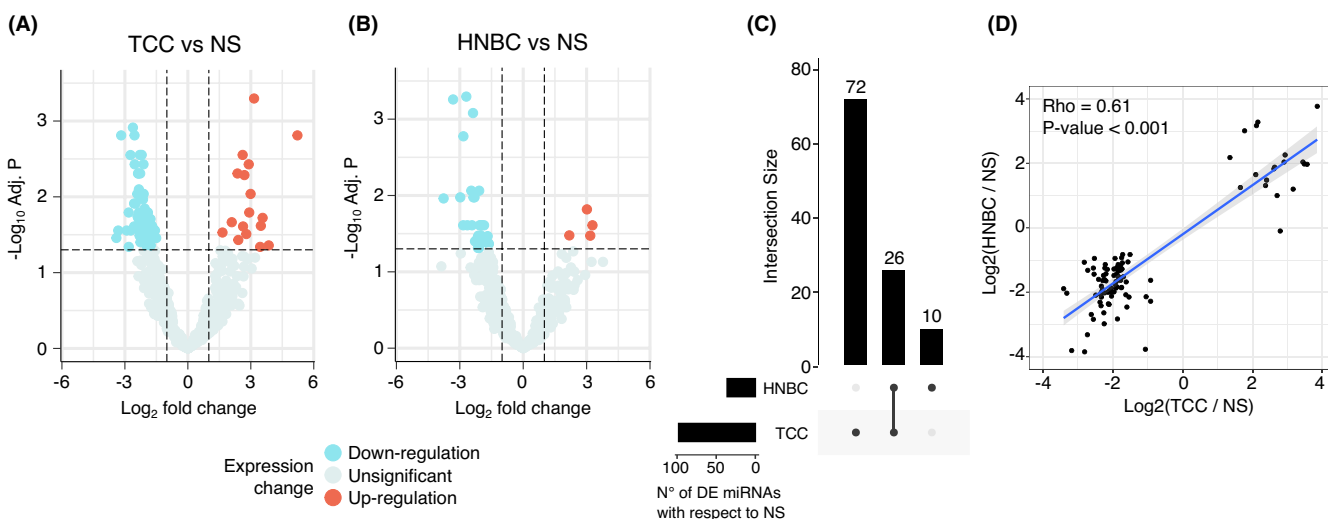 (A)
TCC vs NS
-Log10 Adj. P
3
2
1
0
-6
-3
0
3
6
Log2 fold change
(B)
HNBC vs NS
-Log10 Adj. P
3
2
1
0
-6
-3
0
3
6
Log2 fold change
Expression
change
Down-regulation
Unsignificant
Up-regulation
(C)
Intersection Size
80
60
40
20
0
72
26
10
HNBC
TCC
100
50
0
N° of DE miRNAs
with respect to NS
(D)
Rho = 0.61
P-value < 0.001
Log2(HNBC / NS)
4
2
0
-2
-4
-4
-2
0
2
4
Log2(TCC / NS)